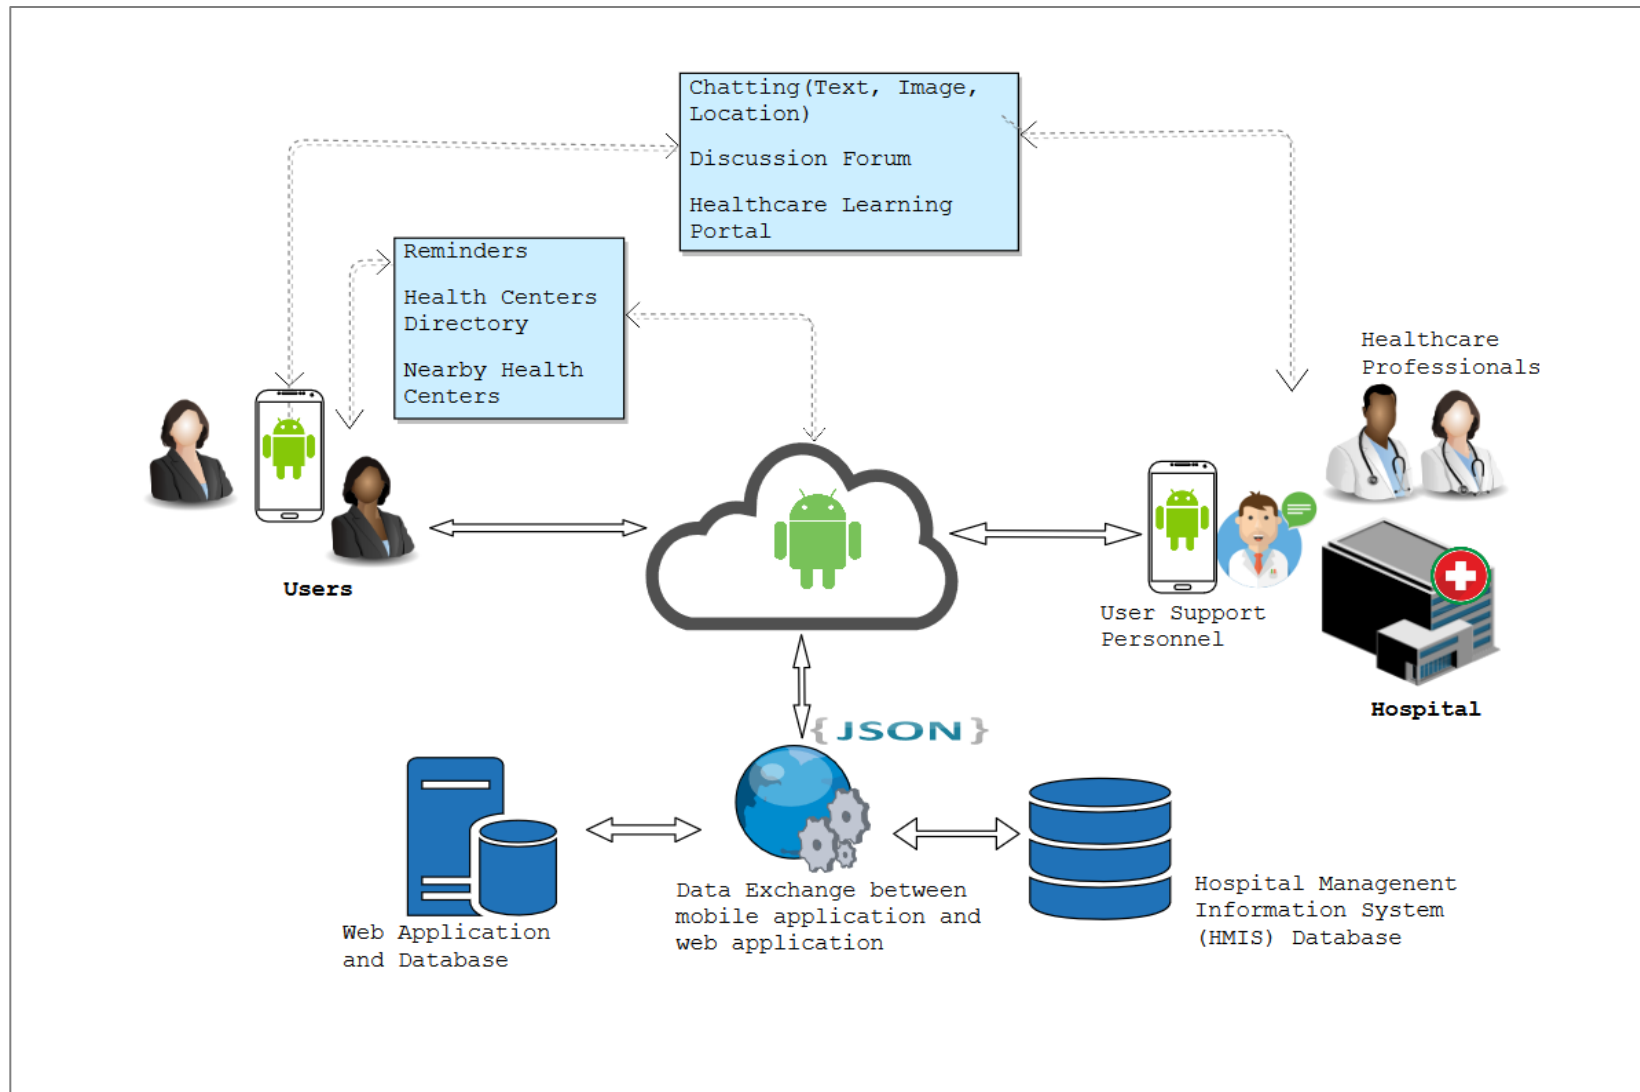 Chatting(Text, Image,
Location)
Discussion Forum
Healthcare Learning
Portal
Reminders
Health Centers
Directory
Nearby Health
Centers
Healthcare
Professionals
Users
User Support
Personnel
Hospital
{JSON}
Data Exchange between
mobile application and
web application
Web Application
and Database
Hospital Managenent
Information System
(HMIS) Database